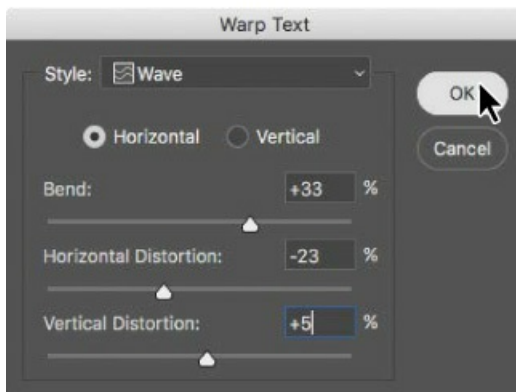 Warp Text
Style: Wave
OK
Horizontal Vertical
Cancel
Bend: +33 %
Horizontal Distortion: -23 %
Vertical Distortion: +5 %